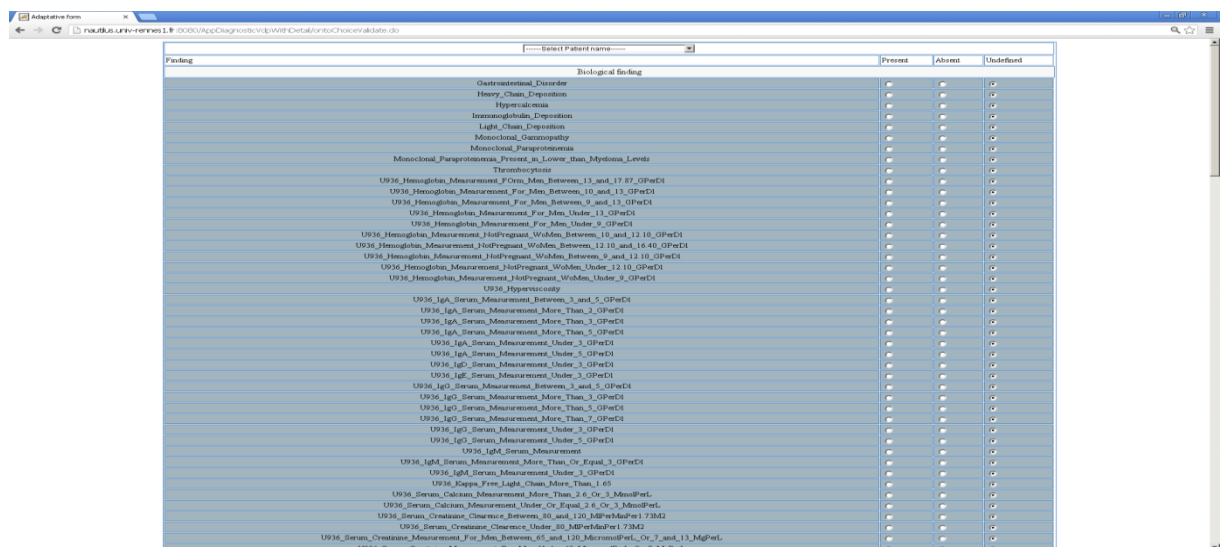 Adaptative form
nautilus.univ-rennes1.fr:8080/AppDiagnosticVdpWithDetail/ontoChoiceValidate.do
------Select Patient name------
Finding Present Absent Undefined
Biological finding
Gastrointestinal_Disorder
Heavy_Chain_Deposition
Hypercalcemia
Immunoglobulin_Deposition
Light_Chain_Deposition
Monoclonal_Gammopathy
Monoclonal_Paraproteinemia
Monoclonal_Paraproteinemia_Present_in_Lower_than_Myeloma_Levels
Thrombocytosis
U936_Hemoglobin_Measurement_FOrm_Men_Between_13_and_17.87_GPerDl
U936_Hemoglobin_Measurement_For_Men_Between_10_and_13_GPerDl
U936_Hemoglobin_Measurement_For_Men_Between_9_and_13_GPerDl
U936_Hemoglobin_Measurement_For_Men_Under_13_GPerDl
U936_Hemoglobin_Measurement_For_Men_Under_9_GPerDl
U936_Hemoglobin_Measurement_NotPregnant_WoMen_Between_10_and_12.10_GPerDl
U936_Hemoglobin_Measurement_NotPregnant_WoMen_Between_12.10_and_16.40_GPerDl
U936_Hemoglobin_Measurement_NotPregnant_WoMen_Between_9_and_12.10_GPerDl
U936_Hemoglobin_Measurement_NotPregnant_WoMen_Under_12.10_GPerDl
U936_Hemoglobin_Measurement_NotPregnant_WoMen_Under_9_GPerDl
U936_Hyperviscosity
U936_IgA_Serum_Measurement_Between_3_and_5_GPerDl
U936_IgA_Serum_Measurement_More_Than_2_GPerDl
U936_IgA_Serum_Measurement_More_Than_3_GPerDl
U936_IgA_Serum_Measurement_More_Than_5_GPerDl
U936_IgA_Serum_Measurement_Under_3_GPerDl
U936_IgA_Serum_Measurement_Under_5_GPerDl
U936_IgD_Serum_Measurement_Under_3_GPerDl
U936_IgE_Serum_Measurement_Under_3_GPerDl
U936_IgG_Serum_Measurement_Between_3_and_5_GPerDl
U936_IgG_Serum_Measurement_More_Than_3_GPerDl
U936_IgG_Serum_Measurement_More_Than_5_GPerDl
U936_IgG_Serum_Measurement_More_Than_7_GPerDl
U936_IgG_Serum_Measurement_Under_3_GPerDl
U936_IgG_Serum_Measurement_Under_5_GPerDl
U936_IgM_Serum_Measurement
U936_IgM_Serum_Measurement_More_Than_Or_Equal_3_GPerDl
U936_IgM_Serum_Measurement_Under_3_GPerDl
U936_Kappa_Free_Light_Chain_More_Than_1.65
U936_Serum_Calcium_Measurement_More_Than_2.6_Or_3_MmolPerL
U936_Serum_Calcium_Measurement_Under_Or_Equal_2.6_Or_3_MmolPerL
U936_Serum_Creatinine_Clearence_Between_80_and_120_MlPerMinPer1.73M2
U936_Serum_Creatinine_Clearence_Under_80_MlPerMinPer1.73M2
U936_Serum_Creatinine_Measurement_For_Men_Between_65_and_120_MicromolPerL_Or_7_and_13_MgPerL